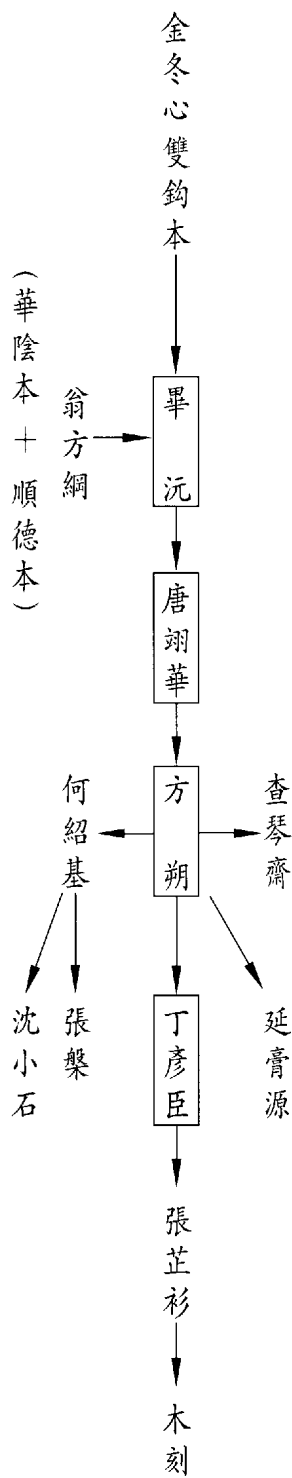 金冬心雙鈎本
畢沅
翁方綱
（華陰本＋順德本）
唐翊華
方朔
查琴齋
何紹基
延膏源
丁彥臣
張槃
沈小石
張芷衫
木刻